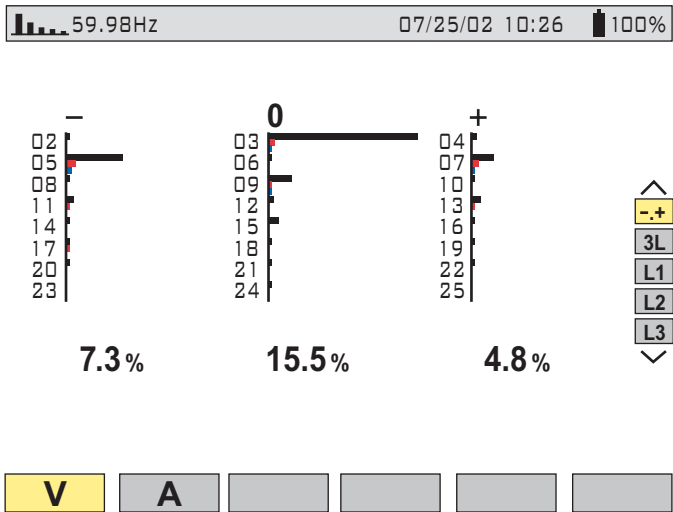 59.98Hz 07/25/02 10:26 100%
– 0 +
02 03 04
05 06 07
08 09 10
11 12 13
14 15 16
17 18 19
20 21 22
23 24 25
-.+
3L
L1
L2
L3
7.3% 15.5% 4.8%
V A